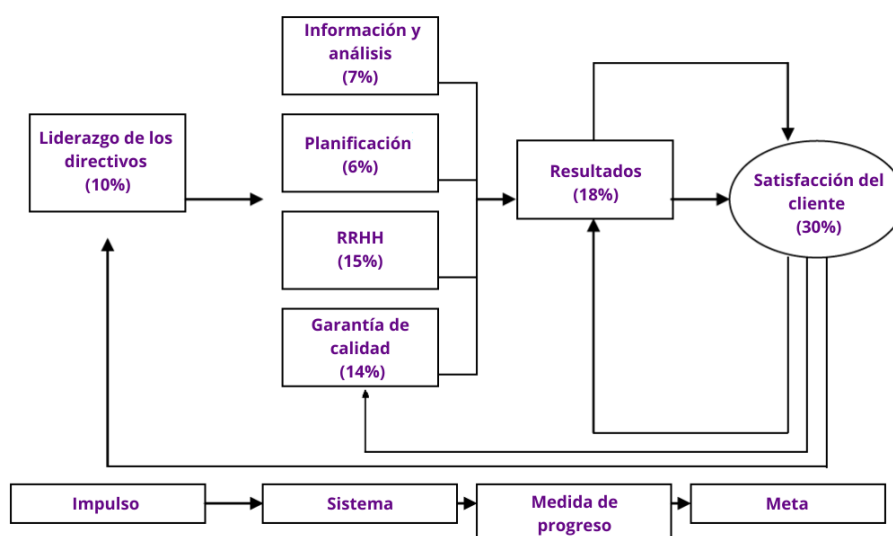 Información y
análisis
(7%)
Liderazgo de los
directivos
(10%)
Planificación
(6%)
RRHH
(15%)
Garantía de
calidad
(14%)
Resultados
(18%)
Satisfacción del
cliente
(30%)
Impulso
Sistema
Medida de
progreso
Meta